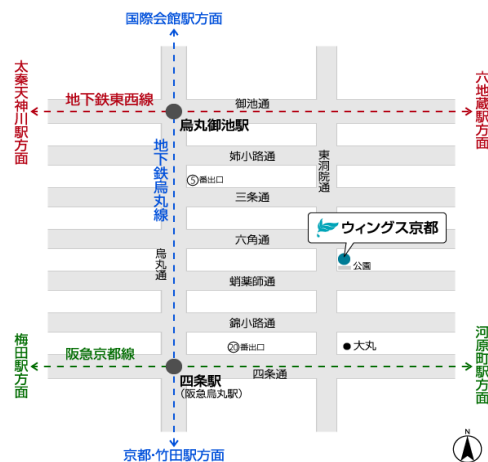 国際会館駅方面
太秦天神川駅方面
地下鉄東西線
御池通
六地蔵駅方面
烏丸御池駅
地下鉄烏丸線
姉小路通
東洞院通
⑤番出口
三条通
ウィングス京都
六角通
烏丸通
公園
蛸薬師通
錦小路通
梅田駅方面
阪急京都線
⑳番出口
大丸
河原町駅方面
四条駅
(阪急烏丸駅)
四条通
京都・竹田駅方面
N